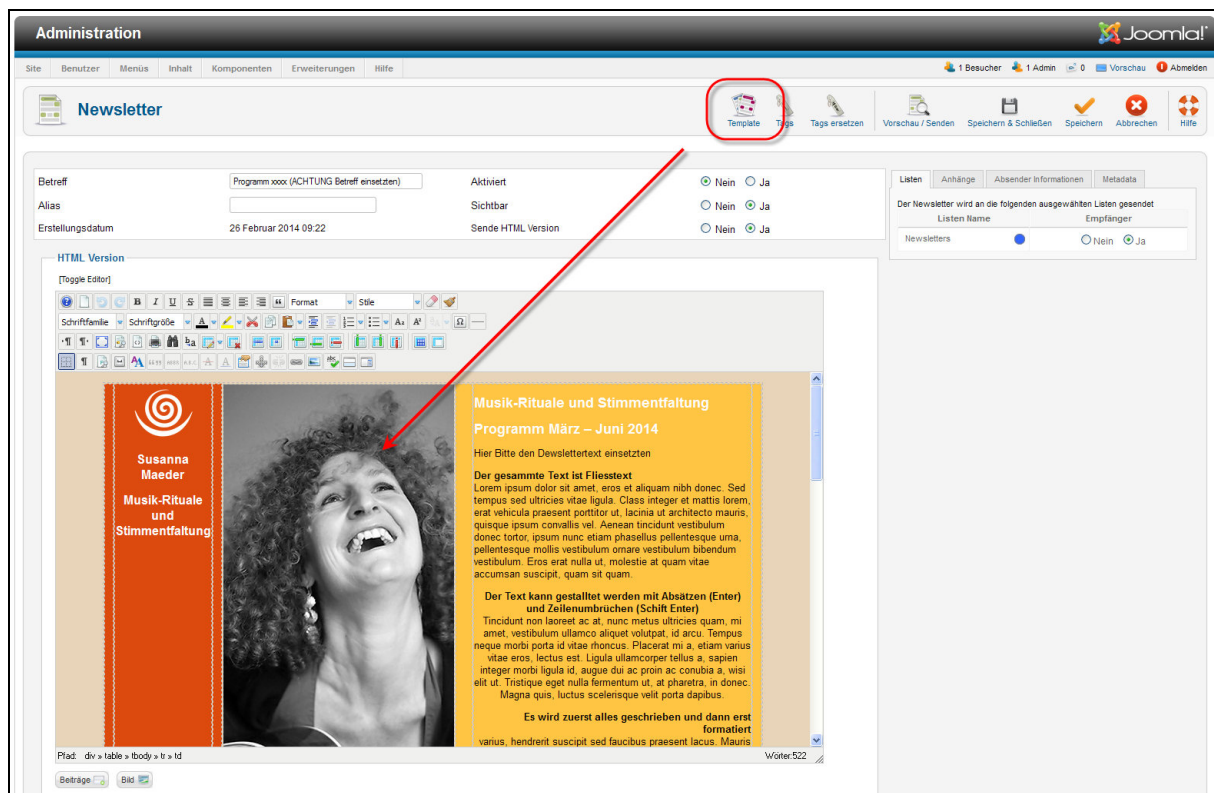 Administration
Joomla!
Site Benutzer Menüs Inhalt Komponenten Erweiterungen Hilfe
1 Besucher 1 Admin 0 Vorschau Abmelden
Newsletter
Template Tags Tags ersetzen Vorschau / Senden Speichern & Schließen Speichern Abbrechen Hilfe
Betreff Programm xxxx (ACHTUNG Betreff einsetzten) Aktiviert Nein Ja
Alias Sichtbar Nein Ja
Erstellungsdatum 26 Februar 2014 09:22 Sende HTML Version Nein Ja
Listen Anhänge Absender Informationen Metadata
Der Newsletter wird an die folgenden ausgewählten Listen gesendet
Listen Name Empfänger
Newsletters Nein Ja
HTML Version
[Toggle Editor]
Format Stile
Schriftfamilie Schriftgröße
Susanna
Maeder
Musik-Rituale
und
Stimmentfaltung
Musik-Rituale und Stimmentfaltung
Programm März – Juni 2014
Hier Bitte den Dewslettertext einsetzten
Der gesammte Text ist Fliesstext
Lorem ipsum dolor sit amet, eros et aliquam nibh donec. Sed
tempus sed ultricies vitae ligula. Class integer et mattis lorem,
erat vehicula praesent porttitor ut, lacinia ut architecto mauris,
quisque ipsum convallis vel. Aenean tincidunt vestibulum
donec tortor, ipsum nunc etiam phasellus pellentesque urna,
pellentesque mollis vestibulum ornare vestibulum bibendum
vestibulum. Eros erat nulla ut, molestie at quam vitae
accumsan suscipit, quam sit quam.
Der Text kann gestalltet werden mit Absätzen (Enter)
und Zeilenumbrüchen (Schift Enter)
Tincidunt non laoreet ac at, nunc metus ultricies quam, mi
amet, vestibulum ullamco aliquet volutpat, id arcu. Tempus
neque morbi porta id vitae rhoncus. Placerat mi a, etiam varius
vitae eros, lectus est. Ligula ullamcorper tellus a, sapien
integer morbi ligula id, augue dui ac proin ac conubia a, wisi
elit ut. Tristique eget nulla fermentum ut, at pharetra, in donec.
Magna quis, luctus scelerisque velit porta dapibus.
Es wird zuerst alles geschrieben und dann erst
formatiert
varius, hendrerit suscipit sed faucibus praesent lacus. Mauris
Pfad: div » table » tbody » tr » td Wörter:522
Beiträge Bild